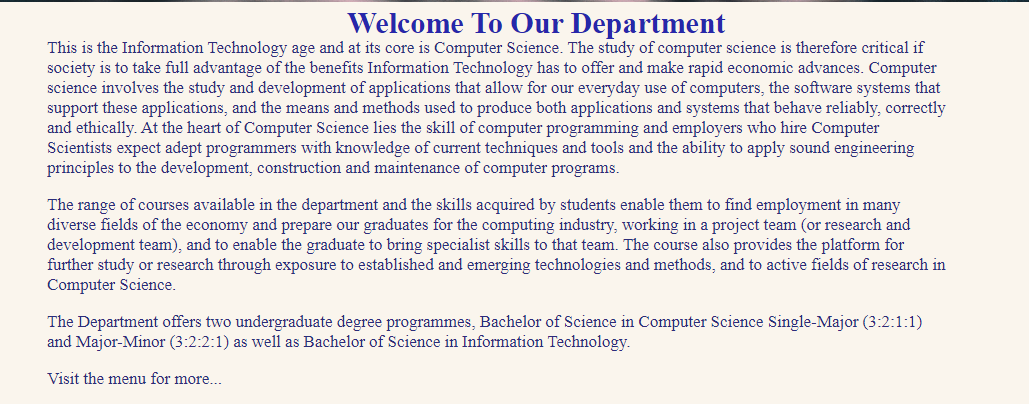 Welcome To Our Department
This is the Information Technology age and at its core is Computer Science. The study of computer science is therefore critical if
society is to take full advantage of the benefits Information Technology has to offer and make rapid economic advances. Computer
science involves the study and development of applications that allow for our everyday use of computers, the software systems that
support these applications, and the means and methods used to produce both applications and systems that behave reliably, correctly
and ethically. At the heart of Computer Science lies the skill of computer programming and employers who hire Computer
Scientists expect adept programmers with knowledge of current techniques and tools and the ability to apply sound engineering
principles to the development, construction and maintenance of computer programs.
The range of courses available in the department and the skills acquired by students enable them to find employment in many
diverse fields of the economy and prepare our graduates for the computing industry, working in a project team (or research and
development team), and to enable the graduate to bring specialist skills to that team. The course also provides the platform for
further study or research through exposure to established and emerging technologies and methods, and to active fields of research in
Computer Science.
The Department offers two undergraduate degree programmes, Bachelor of Science in Computer Science Single-Major (3:2:1:1)
and Major-Minor (3:2:2:1) as well as Bachelor of Science in Information Technology.
Visit the menu for more...